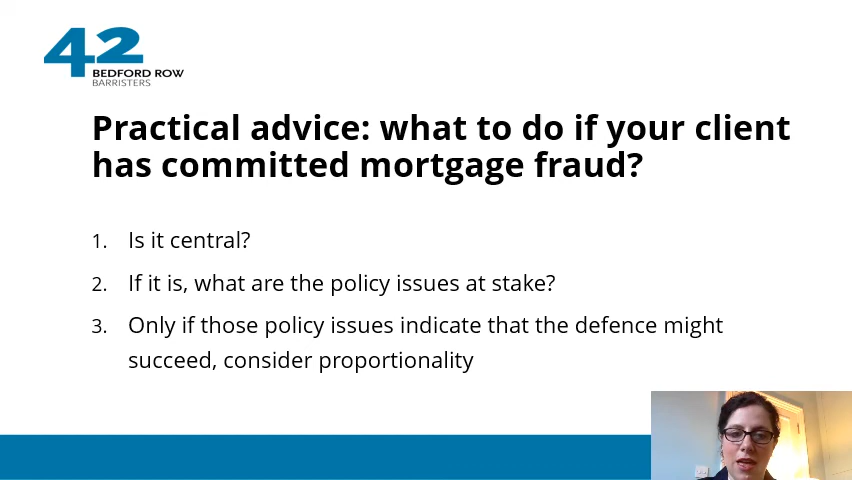 42
BEDFORD ROW
BARRISTERS
Practical advice: what to do if your client
has committed mortgage fraud?
1. Is it central?
2. If it is, what are the policy issues at stake?
3. Only if those policy issues indicate that the defence might
succeed, consider proportionality